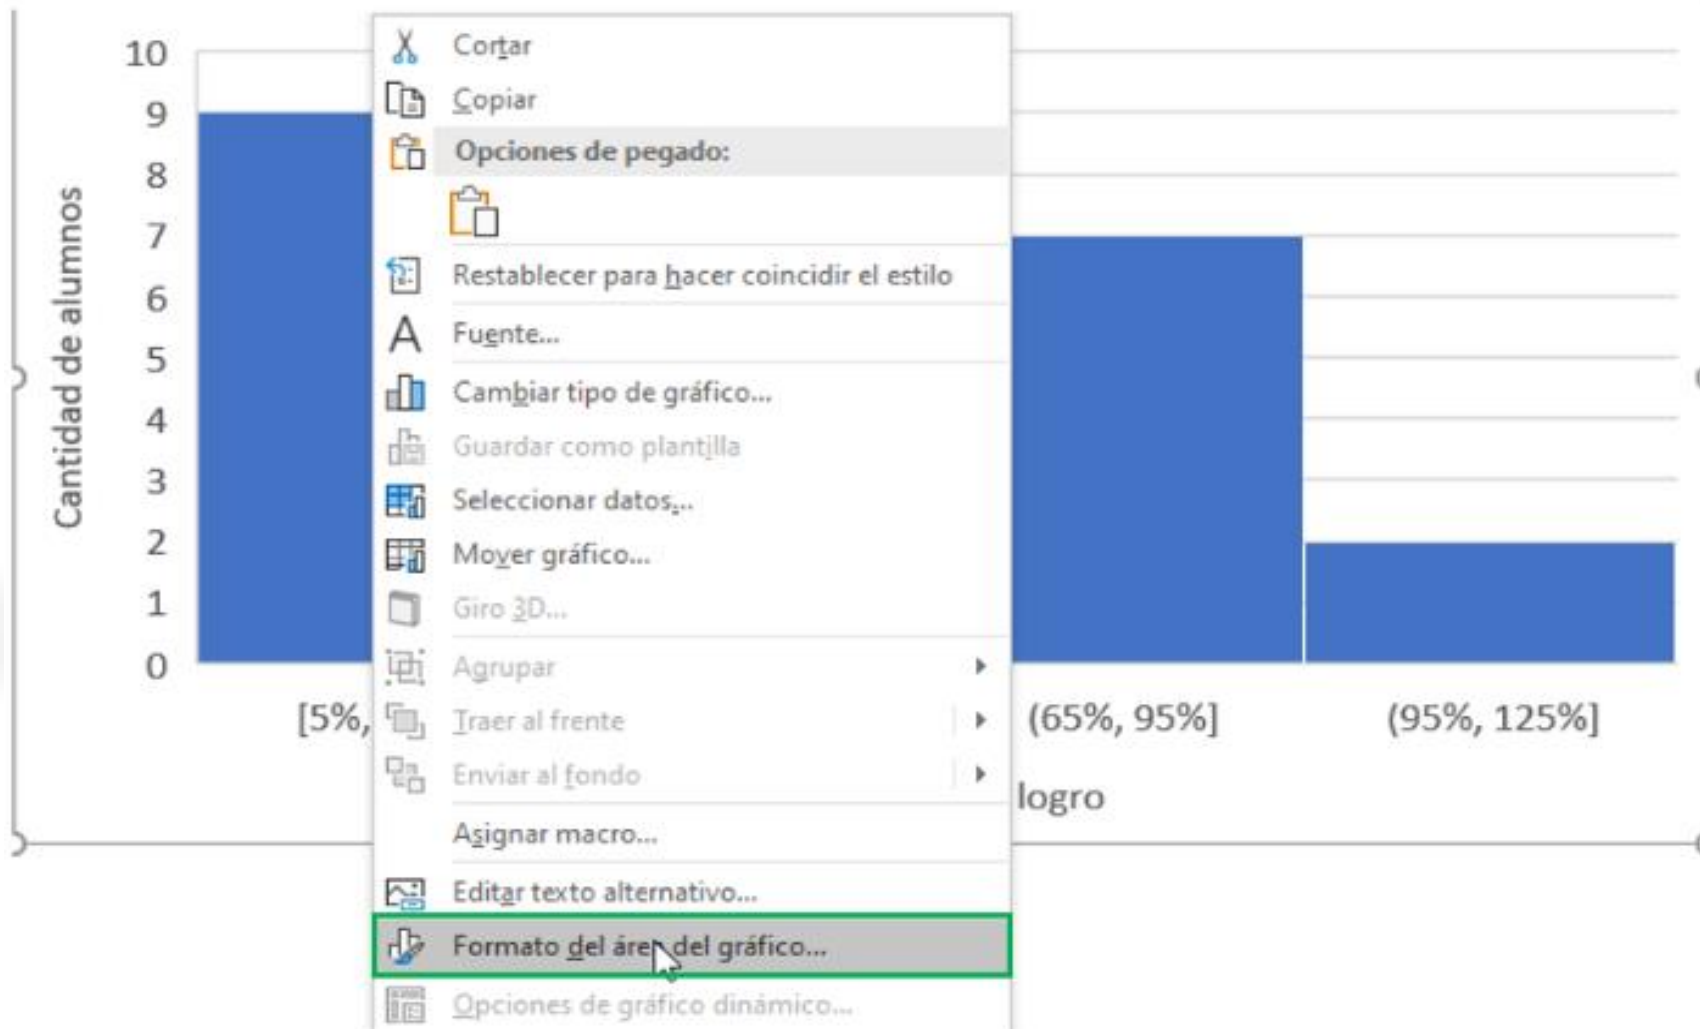 Cantidad de alumnos
10
9
8
7
6
5
4
3
2
1
0
[5%,
(65%, 95%]
(95%, 125%]
logro
Cortar
Copiar
Opciones de pegado:
Restablecer para hacer coincidir el estilo
Fuente...
Cambiar tipo de gráfico...
Guardar como plantilla
Seleccionar datos...
Mover gráfico...
Giro 3D...
Agrupar
Traer al frente
Enviar al fondo
Asignar macro...
Editar texto alternativo...
Formato del área del gráfico...
Opciones de gráfico dinámico...